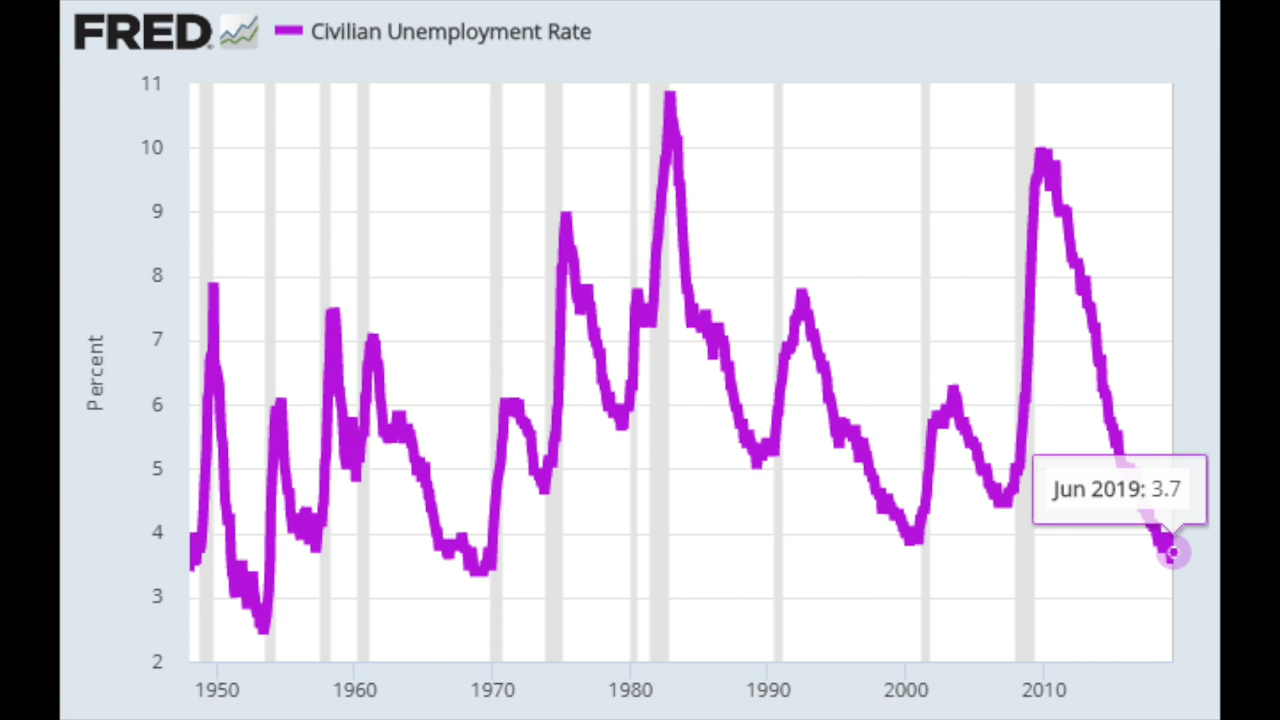 FRED Civilian Unemployment Rate
11
10
9
8
7
6
5
4
3
2
Percent
Jun 2019: 3.7
1950 1960 1970 1980 1990 2000 2010